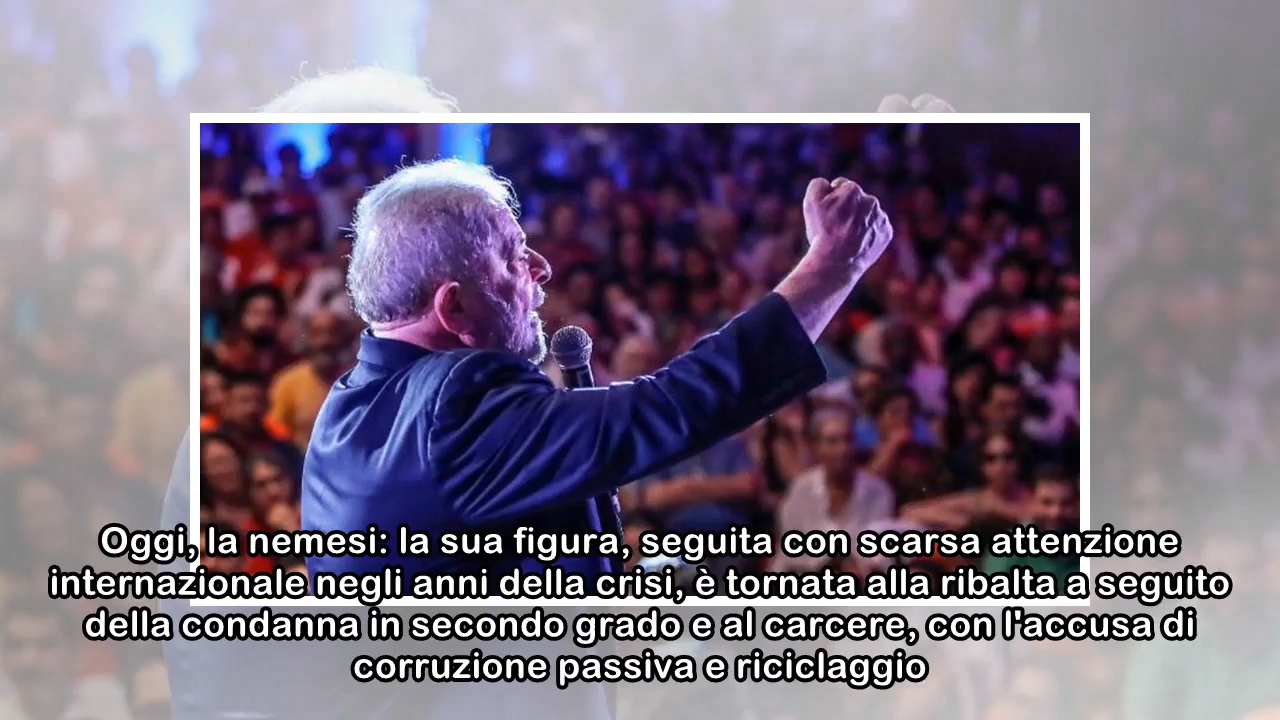 Oggi, la nemesi: la sua figura, seguita con scarsa attenzione
internazionale negli anni della crisi, è tornata alla ribalta a seguito
della condanna in secondo grado e al carcere, con l'accusa di
corruzione passiva e riciclaggio